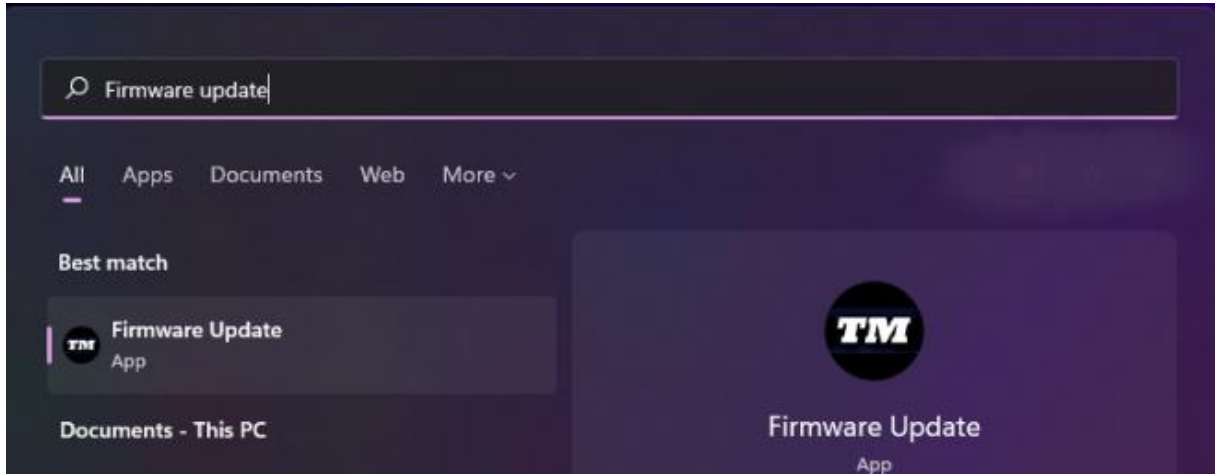 Firmware update
All Apps Documents Web More
Best match
TM
Firmware Update
App
Documents - This PC
TM
Firmware Update
App